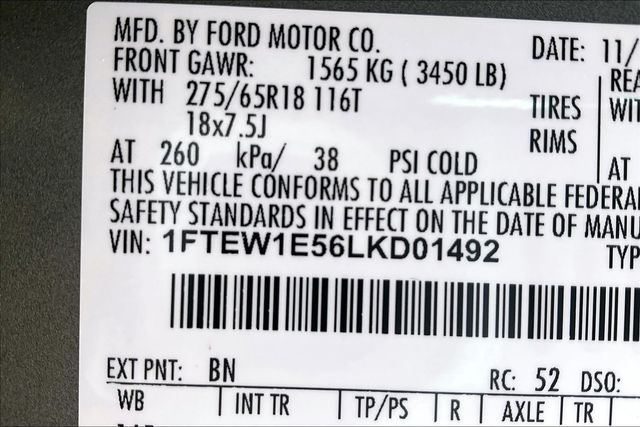 MFD. BY FORD MOTOR CO.
DATE: 11/
FRONT GAWR: 1565 KG ( 3450 LB)
REA
WITH 275/65R18 116T TIRES
WIT
18x7.5J RIMS
AT 260 kPa/ 38 PSI COLD
AT
THIS VEHICLE CONFORMS TO ALL APPLICABLE FEDERA
SAFETY STANDARDS IN EFFECT ON THE DATE OF MANU
VIN: 1FTEW1E56LKD01492
TYP
EXT PNT: BN RC: 52 DSO:
WB INT TR TP/PS R AXLE TR